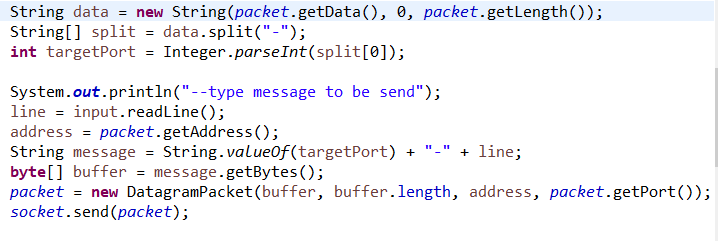 String data = new String(packet.getData(), 0, packet.getLength());
String[] split = data.split("-");
int targetPort = Integer.parseInt(split[0]);
System.out.println("--type message to be send");
line = input.readLine();
address = packet.getAddress();
String message = String.valueOf(targetPort) + "-" + line;
byte[] buffer = message.getBytes();
packet = new DatagramPacket(buffer, buffer.length, address, packet.getPort());
socket.send(packet);